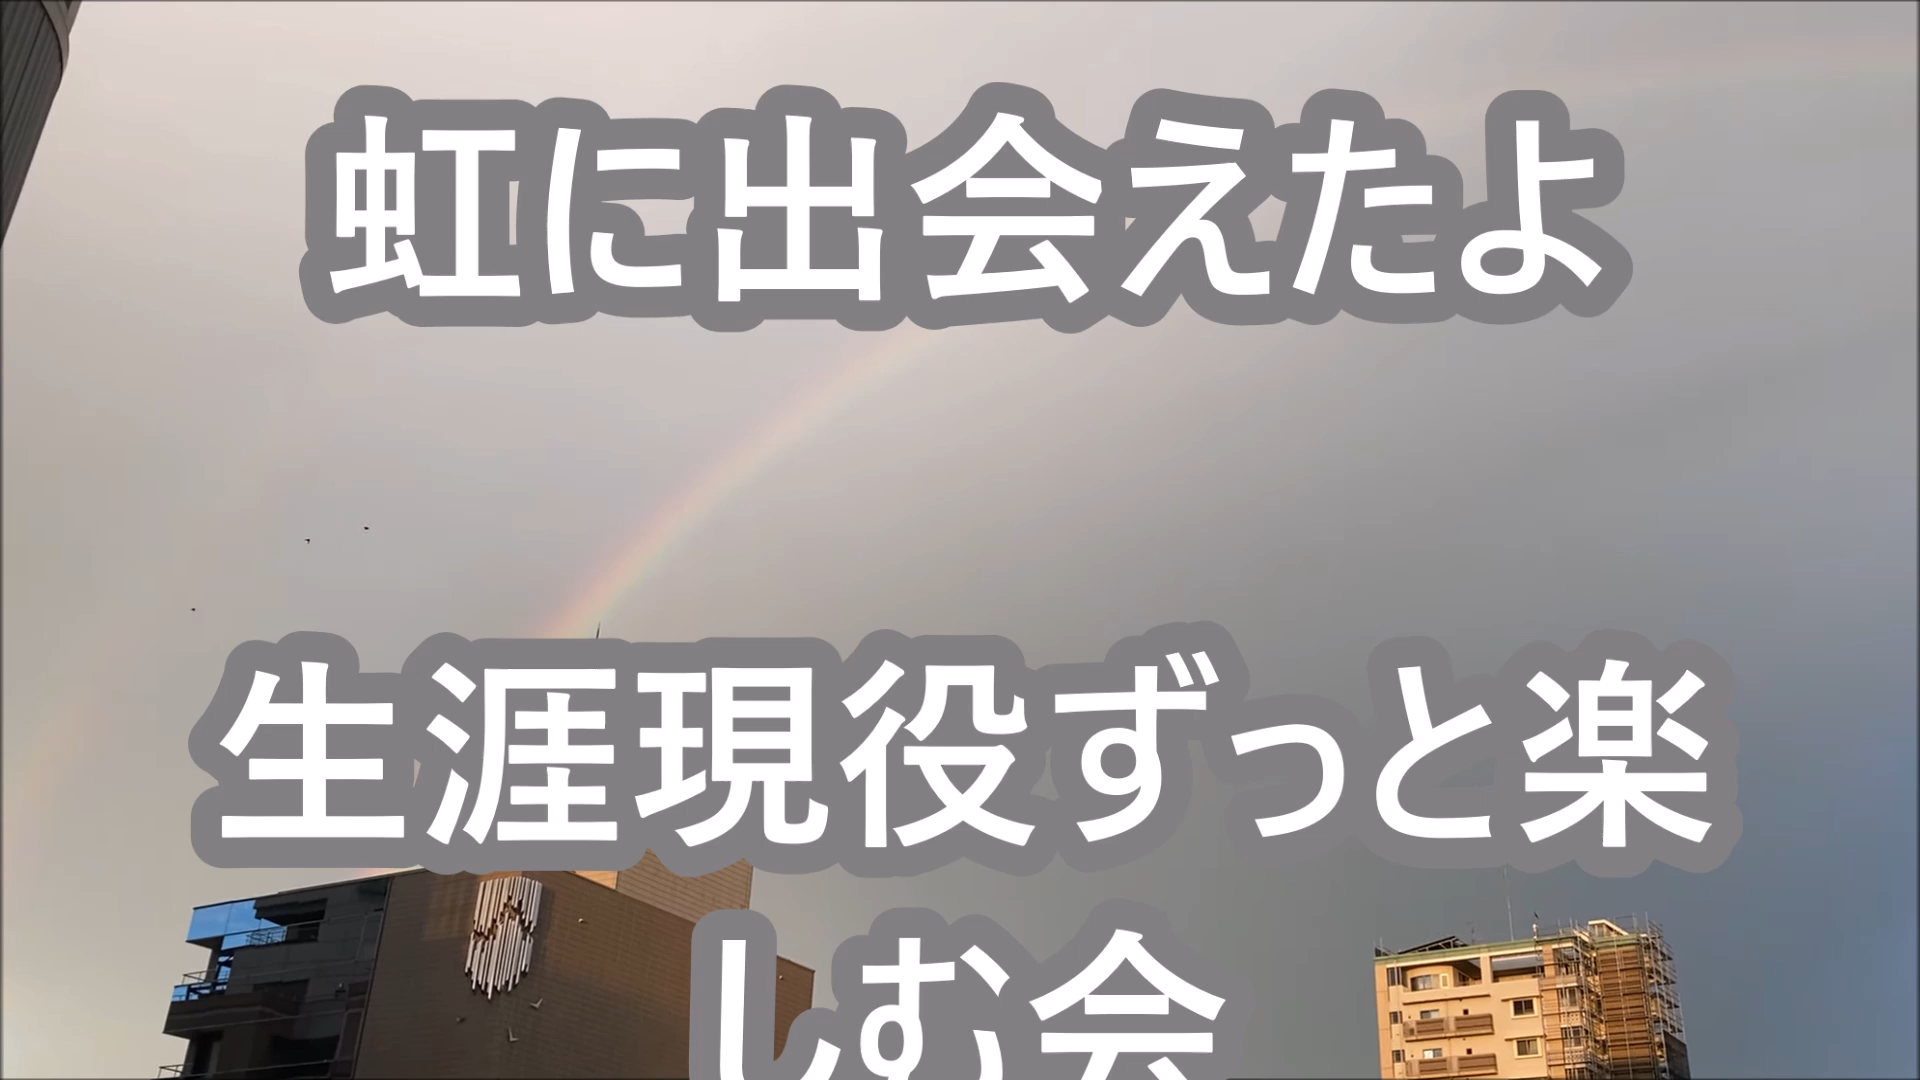 虹に出会えたよ
生涯現役ずっと楽
しむ会